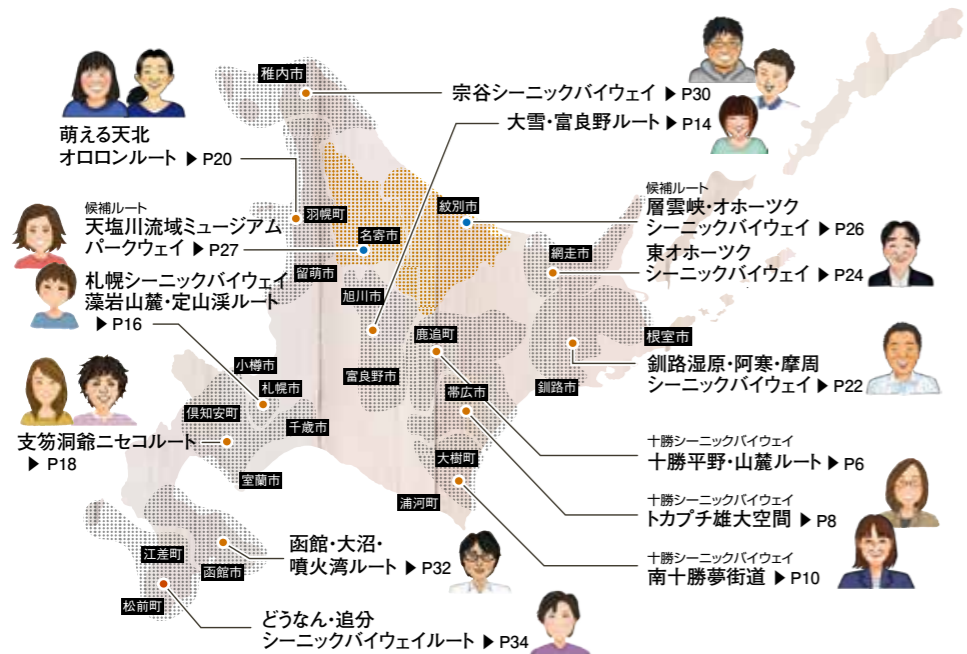 稚内市
宗谷シーニックバイウェイ ▶ P30
大雪・富良野ルート ▶ P14
萌える天北
オロロンルート ▶ P20
候補ルート
天塩川流域ミュージアム
パークウェイ ▶ P27
札幌シーニックバイウェイ
藻岩山麓・定山渓ルート
▶ P16
支笏洞爺ニセコルート
▶ P18
羽幌町
名寄市
紋別市
留萌市
旭川市
網走市
鹿追町
根室市
富良野市
帯広市
釧路市
小樽市
札幌市
倶知安町
千歳市
室蘭市
大樹町
浦河町
江差町
函館市
松前町
候補ルート
層雲峡・オホーツク
シーニックバイウェイ ▶ P26
東オホーツク
シーニックバイウェイ ▶ P24
釧路湿原・阿寒・摩周
シーニックバイウェイ ▶ P22
十勝シーニックバイウェイ
十勝平野・山麓ルート ▶ P6
十勝シーニックバイウェイ
トカプチ雄大空間 ▶ P8
十勝シーニックバイウェイ
南十勝夢街道 ▶ P10
函館・大沼・
噴火湾ルート ▶ P32
どうなん・追分
シーニックバイウェイルート ▶ P34